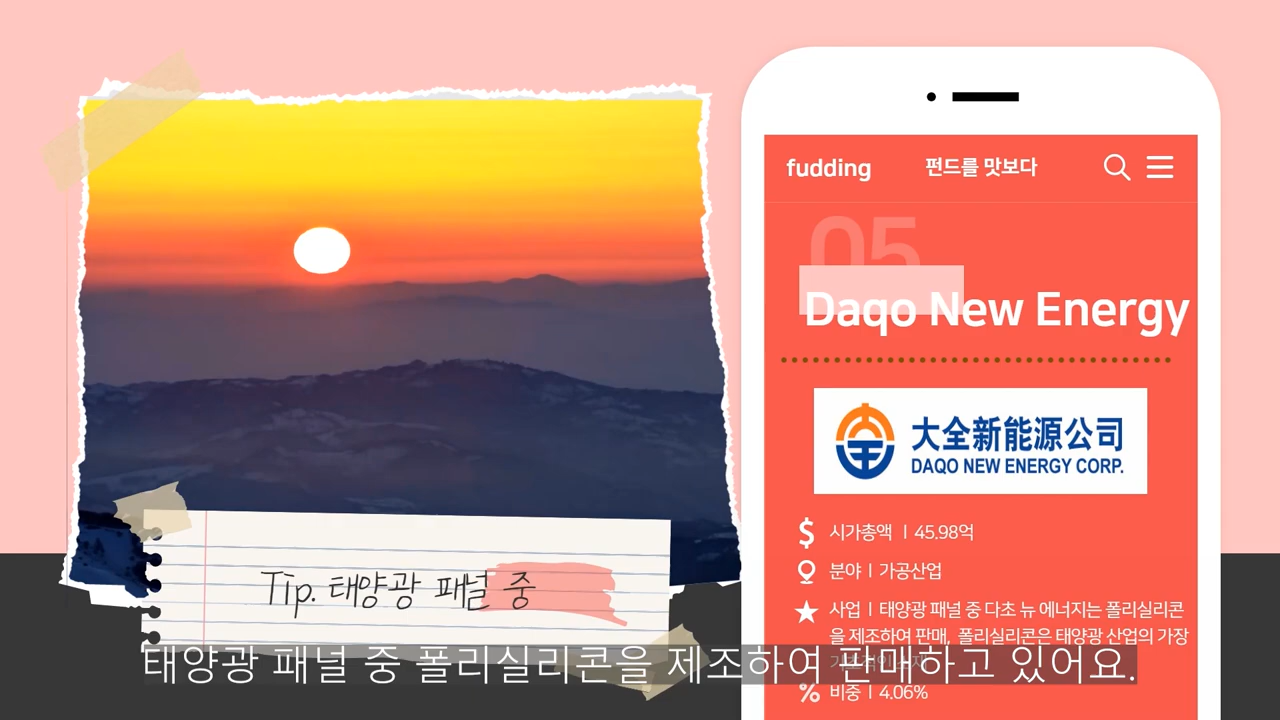 fudding
펀드를 맛보다
05
Daqo New Energy
大全新能源公司
DAQO NEW ENERGY CORP.
시가총액 | 45.98억
분야 | 가공산업
사업 | 태양광 패널 중 다초 뉴 에너지는 폴리실리콘
을 제조하여 판매, 폴리실리콘은 태양광 산업의 가장
비중 | 4.06%
Tip. 태양광 패널 중
태양광 패널 중 폴리실리콘을 제조하여 판매하고 있어요.